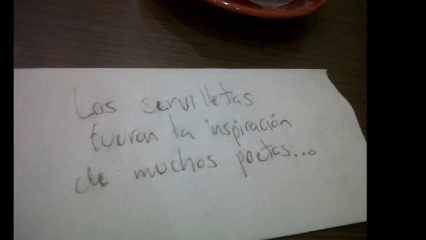 Las servilletas
fueron la inspiración
de muchos poetas...